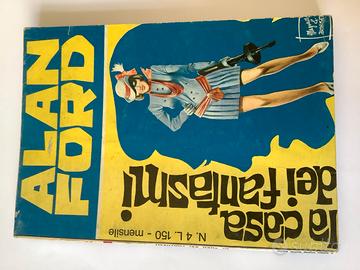 ALAN
FORD
la casa
dei fantasmi
N. 4 L. 150 - mensile